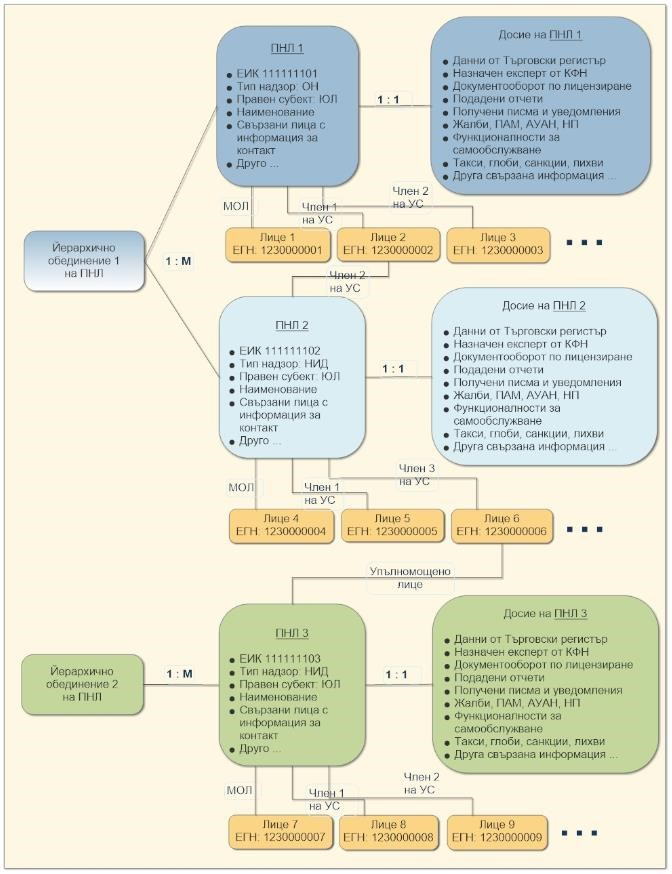 ПНЛ 1
ЕИК 111111101
Тип надзор: ОН
Правен субект: ЮЛ
Наименование
Свързани лица с
информация за
контакт
Друго ...
1 : 1
Досие на ПНЛ 1
Данни от Търговски регистър
Назначен експерт от КФН
Документооборот по лицензиране
Подадени отчети
Получени писма и уведомления
Жалби, ПАМ, АУАН, НП
Функционалности за
самообслужване
Такси, глоби, санкции, лихви
Друга свързана информация ...
МОЛ
Член 1
на УС
Член 2
на УС
Лице 1
ЕГН: 1230000001
Лице 2
ЕГН: 1230000002
Лице 3
ЕГН: 1230000003
Йерархично
обединение 1
на ПНЛ
1 : М
Член 2
на УС
ПНЛ 2
ЕИК 111111102
Тип надзор: НИД
Правен субект: ЮЛ
Наименование
Свързани лица с
информация за
контакт
Друго ...
1 : 1
Досие на ПНЛ 2
Данни от Търговски регистър
Назначен експерт от КФН
Документооборот по лицензиране
Подадени отчети
Получени писма и уведомления
Жалби, ПАМ, АУАН, НП
Функционалности за
самообслужване
Такси, глоби, санкции, лихви
Друга свързана информация ...
МОЛ
Член 1
на УС
Член 3
на УС
Лице 4
ЕГН: 1230000004
Лице 5
ЕГН: 1230000005
Лице 6
ЕГН: 1230000006
Упълномощено
лице
Йерархично
обединение 2
на ПНЛ
1 : М
ПНЛ 3
ЕИК 111111103
Тип надзор: НИД
Правен субект: ЮЛ
Наименование
Свързани лица с
информация за
контакт
Друго ...
1 : 1
Досие на ПНЛ 3
Данни от Търговски регистър
Назначен експерт от КФН
Документооборот по лицензиране
Подадени отчети
Получени писма и уведомления
Жалби, ПАМ, АУАН, НП
Функционалности за
самообслужване
Такси, глоби, санкции, лихви
Друга свързана информация ...
МОЛ
Член 1
на УС
Член 2
на УС
Лице 7
ЕГН: 1230000007
Лице 8
ЕГН: 1230000008
Лице 9
ЕГН: 1230000009